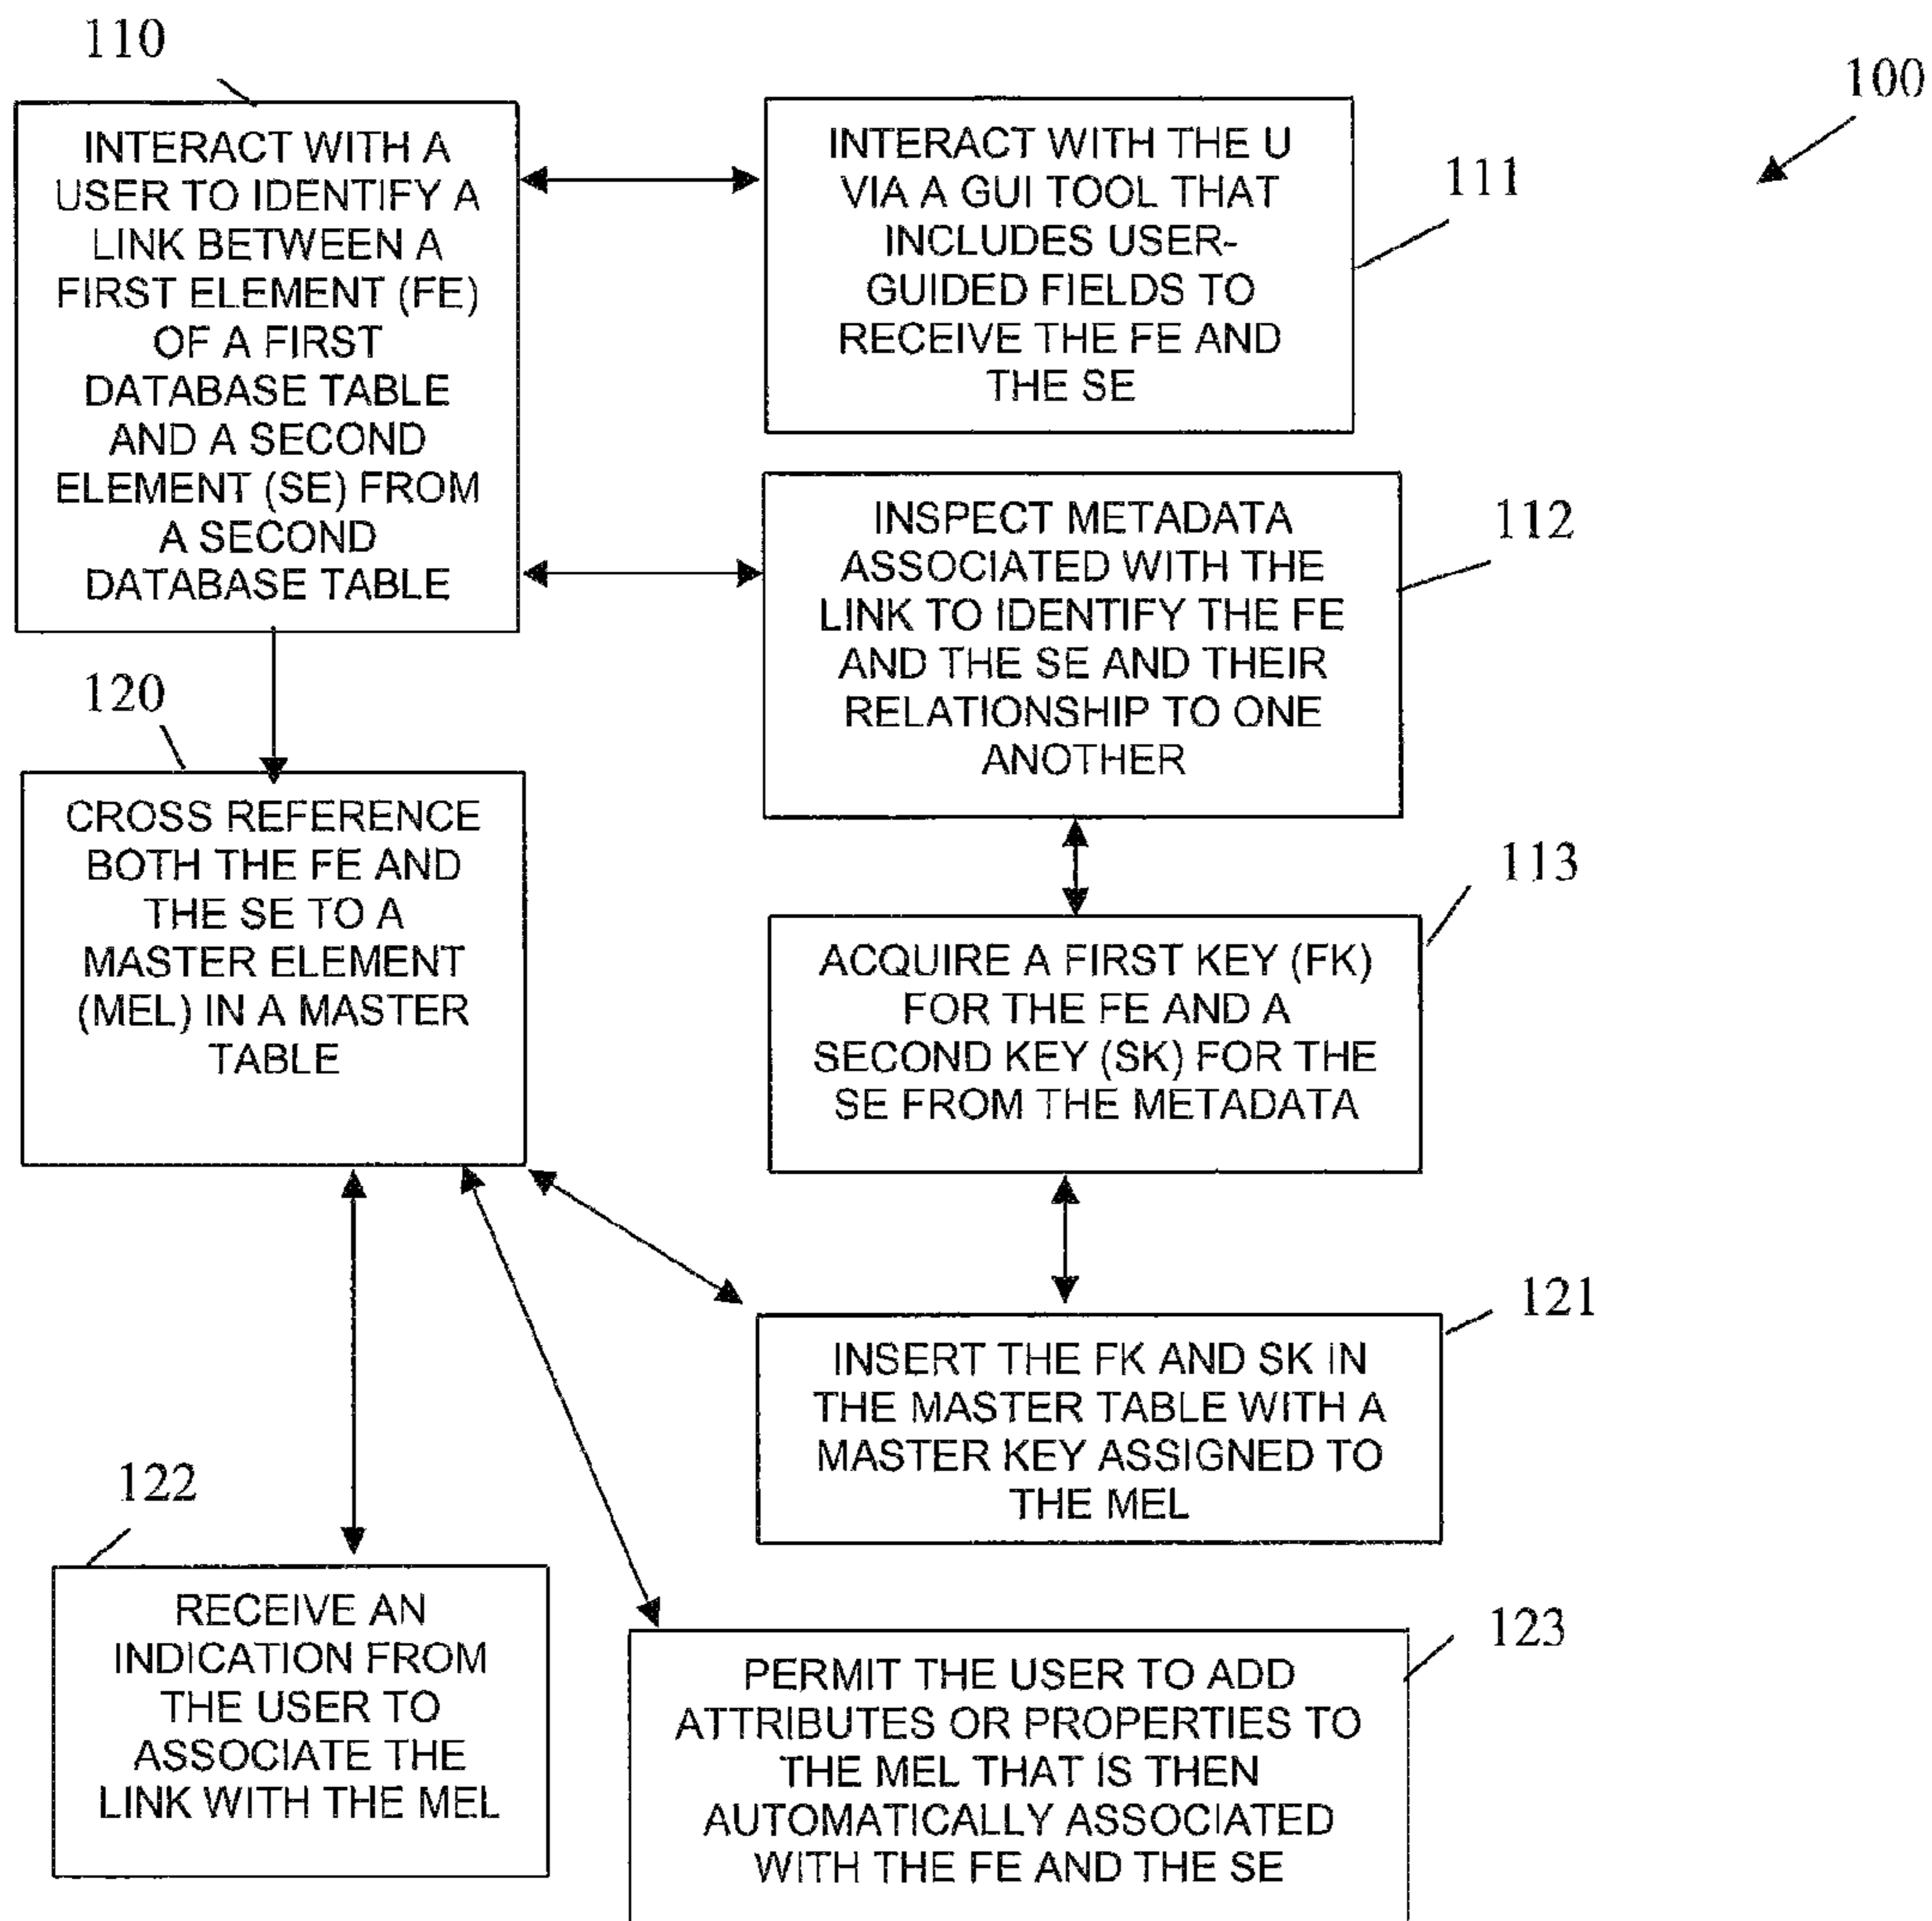 110
100
INTERACT WITH A
USER TO IDENTIFY A
LINK BETWEEN A
FIRST ELEMENT (FE)
OF A FIRST
DATABASE TABLE
AND A SECOND
ELEMENT (SE) FROM
A SECOND
DATABASE TABLE
INTERACT WITH THE U
VIA A GUI TOOL THAT
INCLUDES USER-
GUIDED FIELDS TO
RECEIVE THE FE AND
THE SE
111
INSPECT METADATA
ASSOCIATED WITH THE
LINK TO IDENTIFY THE FE
AND THE SE AND THEIR
RELATIONSHIP TO ONE
ANOTHER
112
120
CROSS REFERENCE
BOTH THE FE AND
THE SE TO A
MASTER ELEMENT
(MEL) IN A MASTER
TABLE
113
ACQUIRE A FIRST KEY (FK)
FOR THE FE AND A
SECOND KEY (SK) FOR THE
SE FROM THE METADATA
121
INSERT THE FK AND SK IN
THE MASTER TABLE WITH A
MASTER KEY ASSIGNED TO
THE MEL
122
RECEIVE AN
INDICATION FROM
THE USER TO
ASSOCIATE THE
LINK WITH THE MEL
123
PERMIT THE USER TO ADD
ATTRIBUTES OR PROPERTIES TO
THE MEL THAT IS THEN
AUTOMATICALLY ASSOCIATED
WITH THE FE AND THE SE